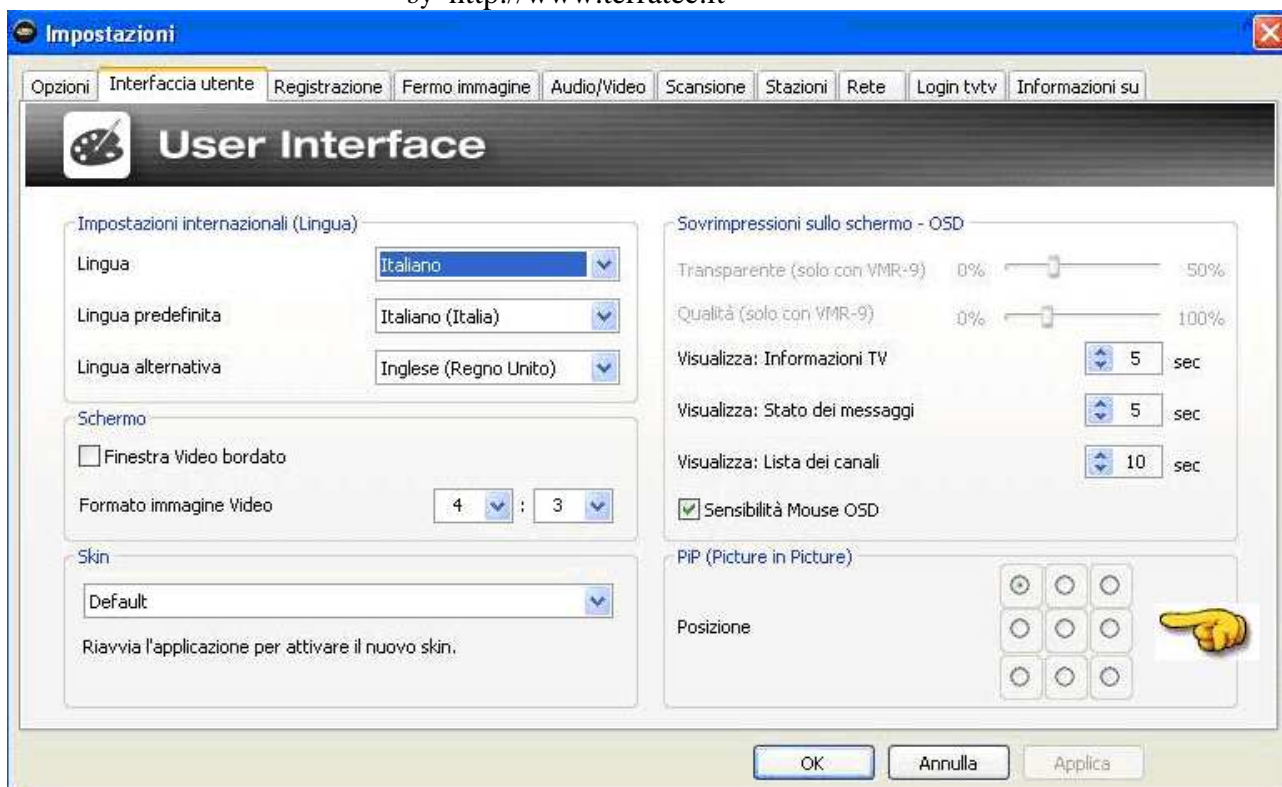 by http://www.terratec.it
Impostazioni
Opzioni Interfaccia utente Registrazione Fermo immagine Audio/Video Scansione Stazioni Rete Login tvtv Informazioni su
User Interface
Impostazioni internazionali (Lingua)
Lingua Italiano
Lingua predefinita Italiano (Italia)
Lingua alternativa Inglese (Regno Unito)
Schermo
Finestra Video bordato
Formato immagine Video 4 : 3
Skin
Default
Riavvia l'applicazione per attivare il nuovo skin.
Sovrimpressioni sullo schermo - OSD
Transparente (solo con VMR-9) 0% 50%
Qualità (solo con VMR-9) 0% 100%
Visualizza: Informazioni TV 5 sec
Visualizza: Stato dei messaggi 5 sec
Visualizza: Lista dei canali 10 sec
Sensibilità Mouse OSD
PiP (Picture in Picture)
Posizione
OK Annulla Applica